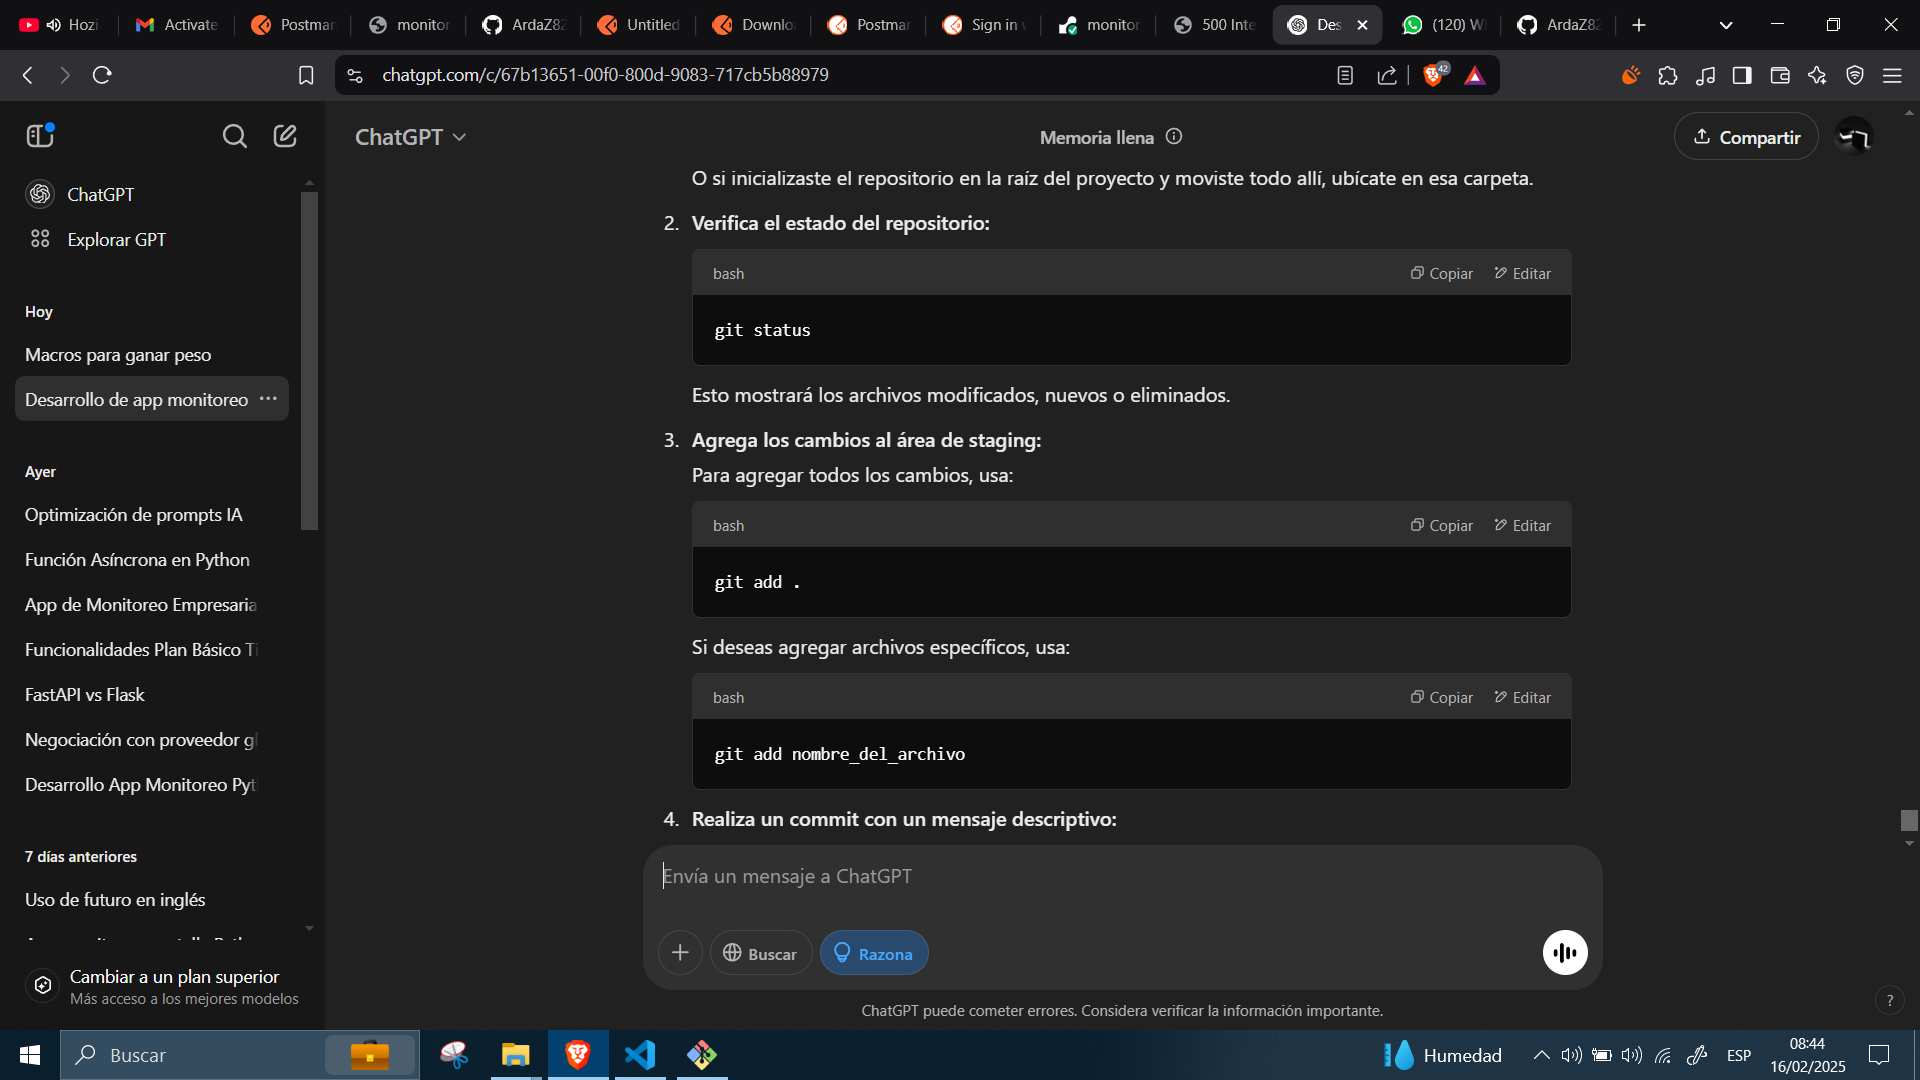 Hozi
Activate
Postman
monitor
ArdaZ82
Untitled
Downlo
Postman
Sign in
monitor
500 Inte
Des
(120) W
ArdaZ82
chatgpt.com/c/67b13651-00f0-800d-9083-717cb5b88979
42
ChatGPT
Memoria llena
Compartir
ChatGPT
Explorar GPT
Hoy
Macros para ganar peso
Desarrollo de app monitoreo
Ayer
Optimización de prompts IA
Función Asíncrona en Python
App de Monitoreo Empresaria
Funcionalidades Plan Básico Ti
FastAPI vs Flask
Negociación con proveedor gl
Desarrollo App Monitoreo Pyt
7 días anteriores
Uso de futuro en inglés
Cambiar a un plan superior
Más acceso a los mejores modelos
O si inicializaste el repositorio en la raíz del proyecto y moviste todo allí, ubícate en esa carpeta.
2. Verifica el estado del repositorio:
bash
Copiar
Editar
git status
Esto mostrará los archivos modificados, nuevos o eliminados.
3. Agrega los cambios al área de staging:
Para agregar todos los cambios, usa:
bash
Copiar
Editar
git add .
Si deseas agregar archivos específicos, usa:
bash
Copiar
Editar
git add nombre_del_archivo
4. Realiza un commit con un mensaje descriptivo:
Envía un mensaje a ChatGPT
Buscar
Razona
ChatGPT puede cometer errores. Considera verificar la información importante.
?
Buscar
Humedad
ESP
08:44
16/02/2025